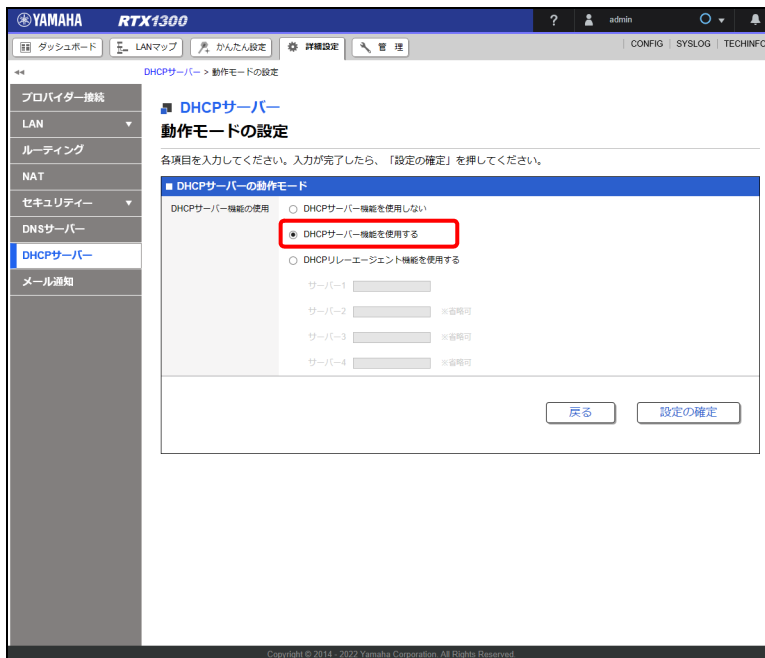 YAMAHA RTX1300 ? admin
ダッシュボード LANマップ かんたん設定 詳細設定 管 理 CONFIG SYSLOG TECHINFO
DHCPサーバー > 動作モードの設定
プロバイダー接続
LAN
ルーティング
NAT
セキュリティー
DNSサーバー
DHCPサーバー
メール通知
DHCPサーバー
動作モードの設定
各項目を入力してください。入力が完了したら、「設定の確定」を押してください。
■ DHCPサーバーの動作モード
DHCPサーバー機能の使用 DHCPサーバー機能を使用しない
DHCPサーバー機能を使用する
DHCPリレーエージェント機能を使用する
サーバー1
サーバー2 ※省略可
サーバー3 ※省略可
サーバー4 ※省略可
戻る 設定の確定
Copyright © 2014 - 2022 Yamaha Corporation. All Rights Reserved.